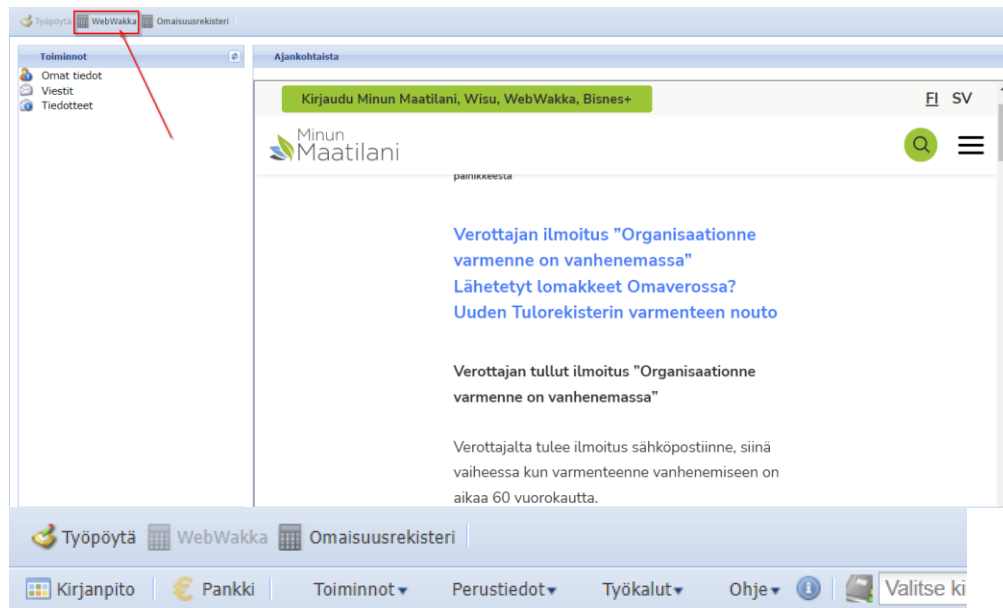 Työpöytä WebWakka Omaisuusrekisteri
Toiminnot
Omat tiedot
Viestit
Tiedotteet
Ajankohtaista
Kirjaudu Minun Maatilani, Wisu, WebWakka, Bisnes+ FI SV
Minun
Maatilani
painikkeesta
Verottajan ilmoitus ”Organisaationne
varmenne on vanhenemassa”
Lähetetyt lomakkeet Omaverossa?
Uuden Tulorekisterin varmenteen nouto
Verottajan tullut ilmoitus ”Organisaationne
varmenne on vanhenemassa”
Verottajalta tulee ilmoitus sähköpostiinne, siinä
vaiheessa kun varmenteenne vanhenemiseen on
aikaa 60 vuorokautta.
Työpöytä WebWakka Omaisuusrekisteri
Kirjanpito Pankki Toiminnot Perustiedot Työkalut Ohje Valitse ki